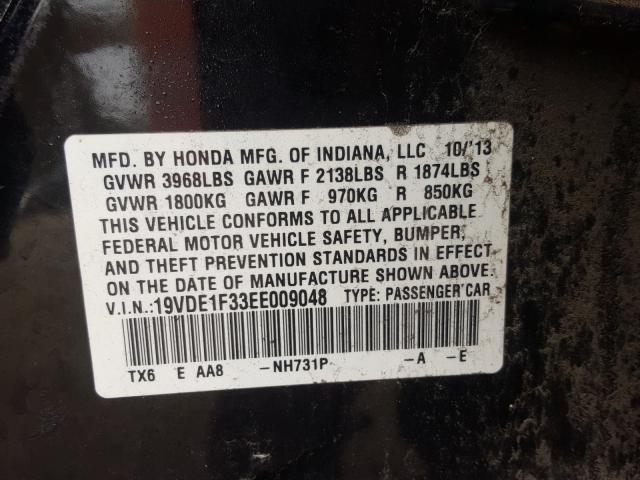 MFD. BY HONDA MFG. OF INDIANA, LLC 10/'13
GVWR 3968LBS GAWR F 2138LBS R 1874LBS
GVWR 1800KG GAWR F 970KG R 850KG
THIS VEHICLE CONFORMS TO ALL APPLICABLE
FEDERAL MOTOR VEHICLE SAFETY, BUMPER,
AND THEFT PREVENTION STANDARDS IN EFFECT
ON THE DATE OF MANUFACTURE SHOWN ABOVE.
V.I.N.:19VDE1F33EE009048 TYPE: PASSENGER CAR
TX6 E AA8 -NH731P -A -E